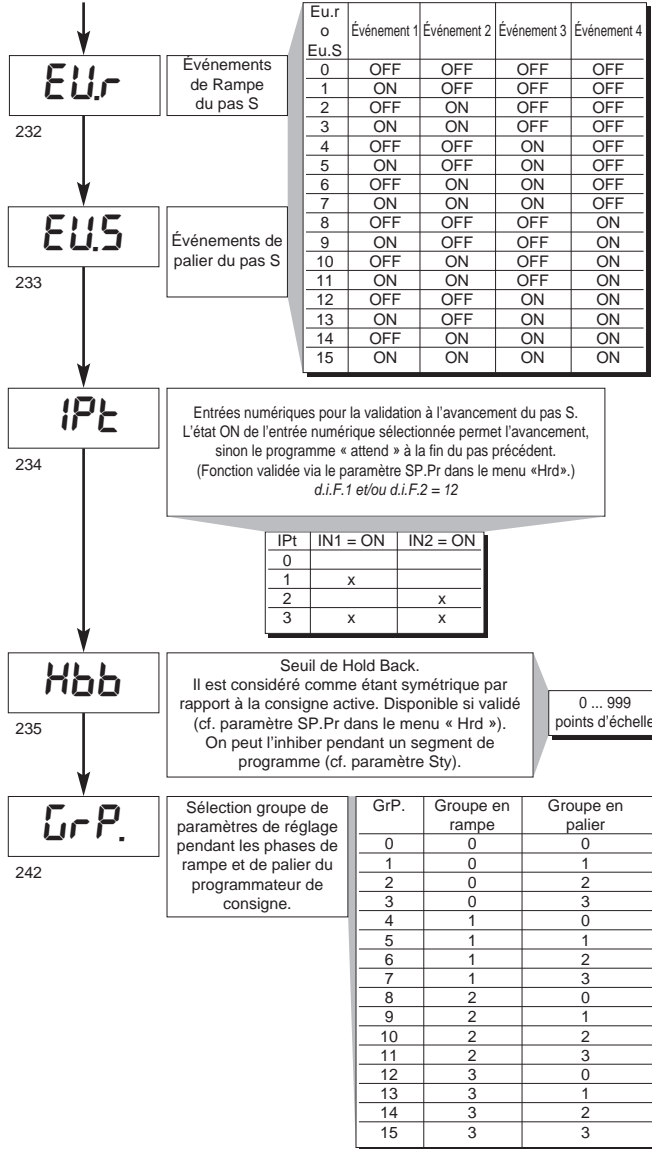 EU.r
232
Événements
de Rampe
du pas S
Eu.r
o
Eu.S
Événement 1 Événement 2 Événement 3 Événement 4
0 OFF OFF OFF OFF
1 ON OFF OFF OFF
2 OFF ON OFF OFF
3 ON ON OFF OFF
4 OFF OFF ON OFF
5 ON OFF ON OFF
6 OFF ON ON OFF
7 ON ON ON OFF
8 OFF OFF OFF ON
9 ON OFF OFF ON
10 OFF ON OFF ON
11 ON ON OFF ON
12 OFF OFF ON ON
13 ON OFF ON ON
14 OFF ON ON ON
15 ON ON ON ON
EU.S
233
Événements de
palier du pas S
IPt
234
Entrées numériques pour la validation à l'avancement du pas S.
L'état ON de l'entrée numérique sélectionnée permet l'avancement,
sinon le programme « attend » à la fin du pas précédent.
(Fonction validée via le paramètre SP.Pr dans le menu «Hrd».)
d.i.F.1 et/ou d.i.F.2 = 12
IPt IN1 = ON IN2 = ON
0
1 x
2 x
3 x x
Hbb
235
Seuil de Hold Back.
Il est considéré comme étant symétrique par
rapport à la consigne active. Disponible si validé
(cf. paramètre SP.Pr dans le menu « Hrd »).
On peut l'inhiber pendant un segment de
programme (cf. paramètre Sty).
0 ... 999
points d'échelle
GrP.
242
Sélection groupe de
paramètres de réglage
pendant les phases de
rampe et de palier du
programmateur de
consigne.
GrP. Groupe en Groupe en
rampe palier
0 0 0
1 0 1
2 0 2
3 0 3
4 1 0
5 1 1
6 1 2
7 1 3
8 2 0
9 2 1
10 2 2
11 2 3
12 3 0
13 3 1
14 3 2
15 3 3